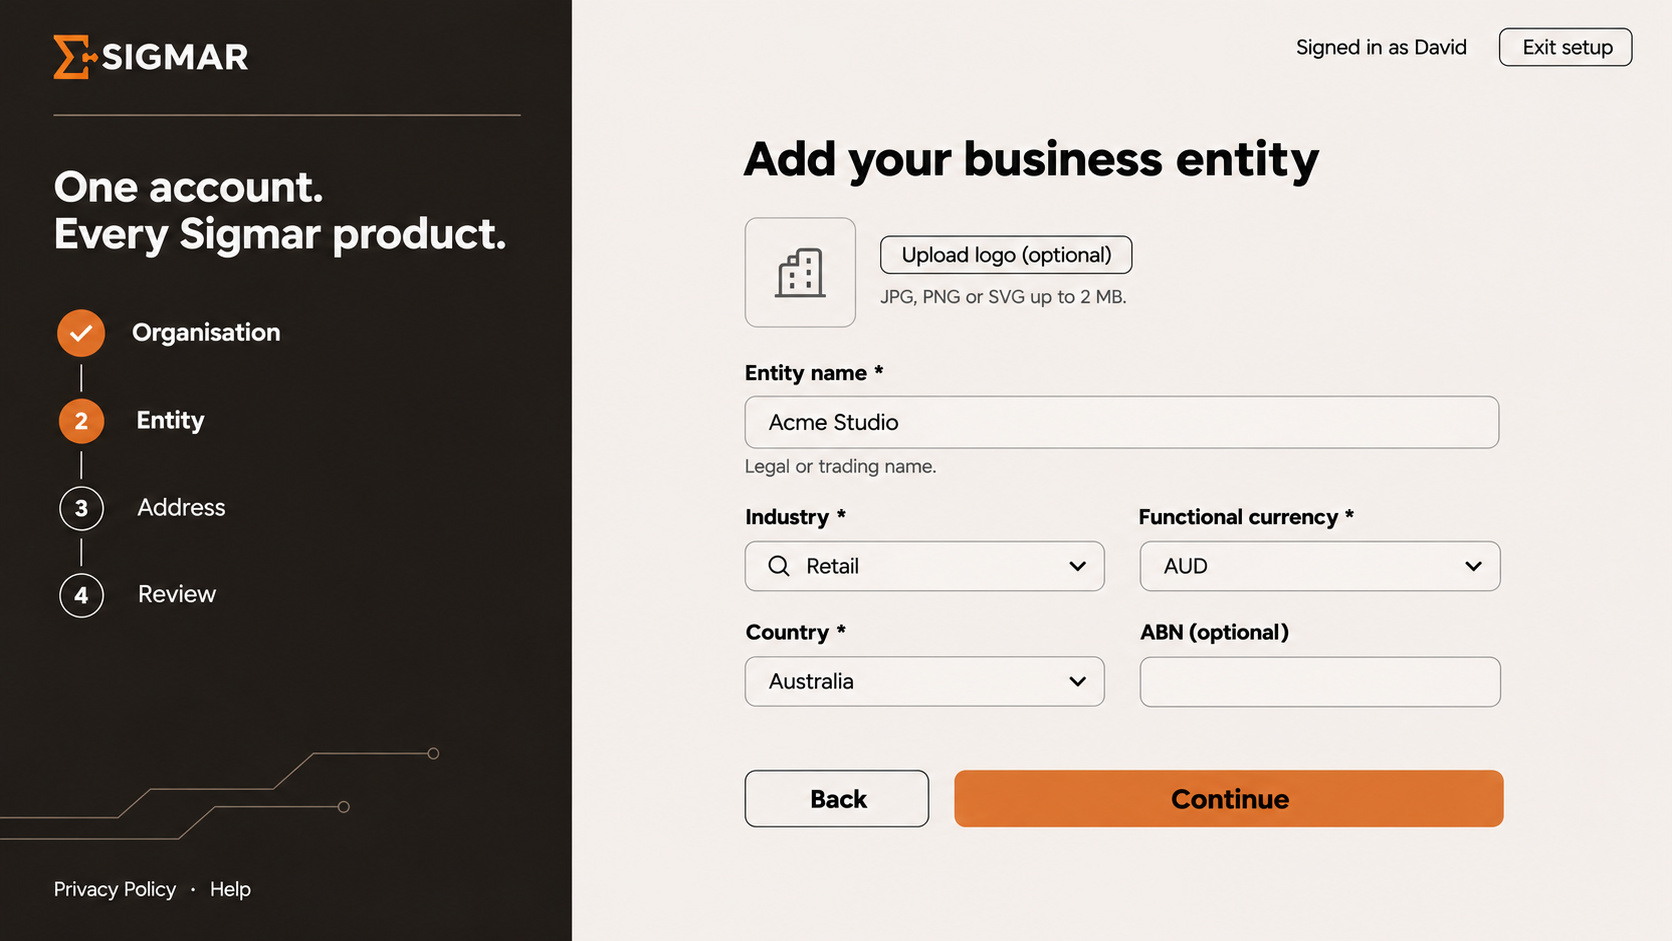 SIGMAR
One account.
Every Sigmar product.
Organisation
2 Entity
3 Address
4 Review
Privacy Policy · Help
Signed in as David
Exit setup
Add your business entity
Upload logo (optional)
JPG, PNG or SVG up to 2 MB.
Entity name *
Acme Studio
Legal or trading name.
Industry *
Retail
Functional currency *
AUD
Country *
Australia
ABN (optional)
Back
Continue